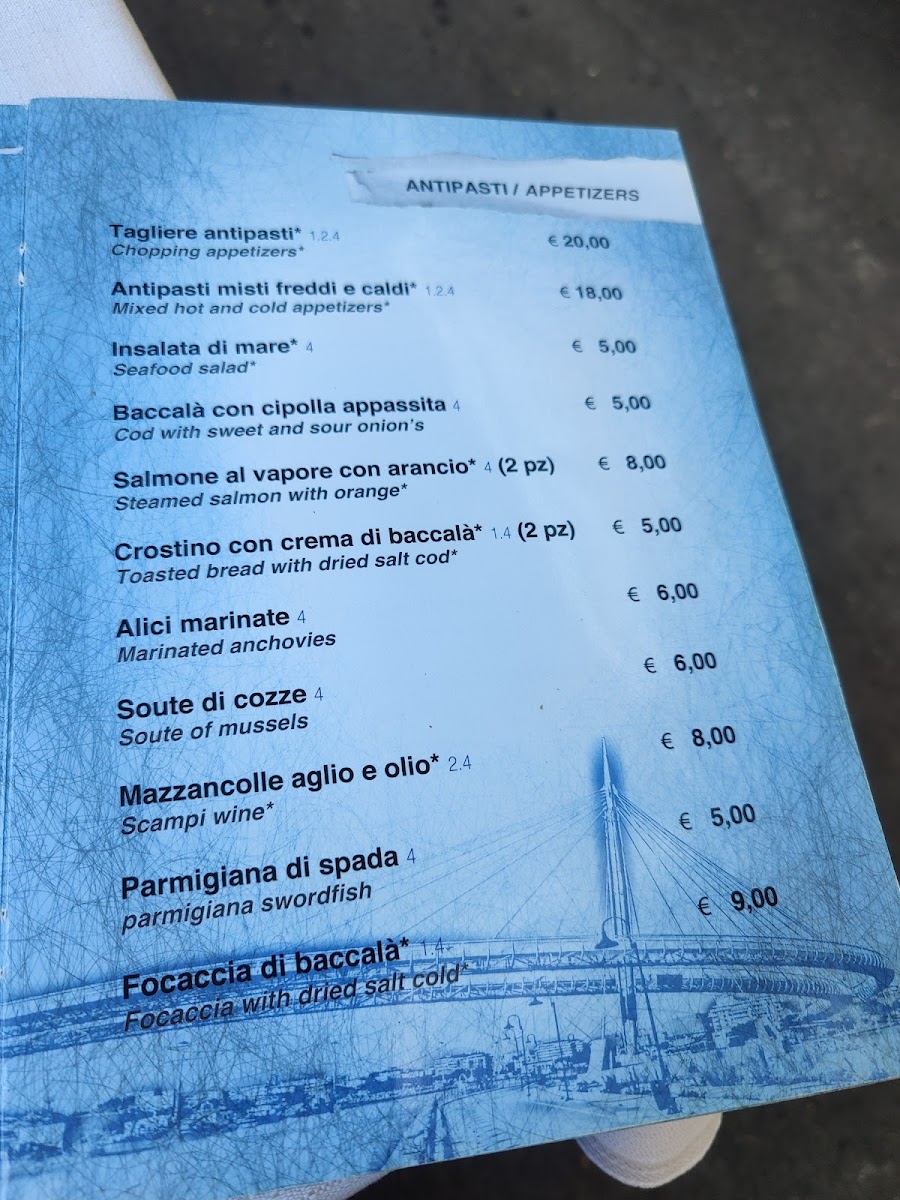 ANTIPASTI / APPETIZERS
Tagliere antipasti* 1.2.4 € 20,00
Chopping appetizers*
Antipasti misti freddi e caldi* 1.2.4 € 18,00
Mixed hot and cold appetizers*
Insalata di mare* 4 € 5,00
Seafood salad*
Baccalà con cipolla appassita 4 € 5,00
Cod with sweet and sour onion's
Salmone al vapore con arancio* 4 (2 pz) € 8,00
Steamed salmon with orange*
Crostino con crema di baccalà* 1.4 (2 pz) € 5,00
Toasted bread with dried salt cod*
Alici marinate 4 € 6,00
Marinated anchovies
Soute di cozze 4 € 6,00
Soute of mussels
Mazzancolle aglio e olio* 2.4 € 8,00
Scampi wine*
Parmigiana di spada 4 € 5,00
parmigiana swordfish
Focaccia di baccalà* 1.4 € 9,00
Focaccia with dried salt cold*